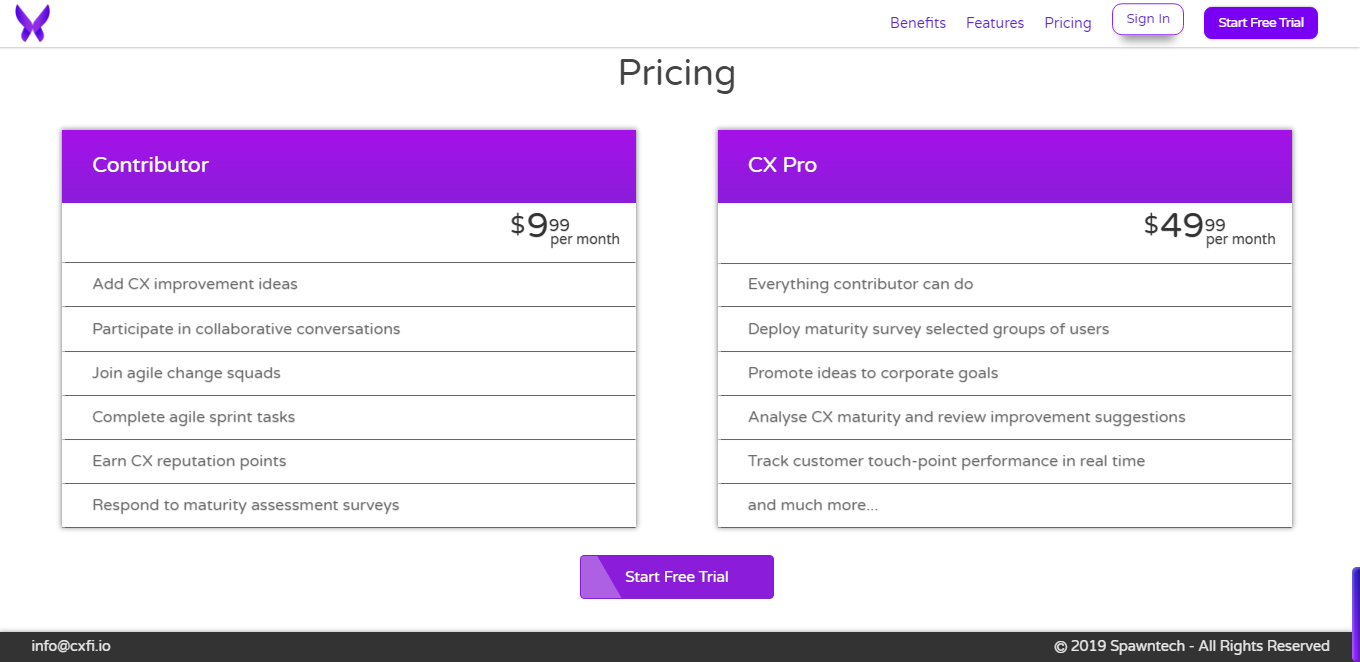 Benefits Features Pricing Sign In Start Free Trial
Pricing
Contributor
$9 99
per month
Add CX improvement ideas
Participate in collaborative conversations
Join agile change squads
Complete agile sprint tasks
Earn CX reputation points
Respond to maturity assessment surveys
CX Pro
$49 99
per month
Everything contributor can do
Deploy maturity survey selected groups of users
Promote ideas to corporate goals
Analyse CX maturity and review improvement suggestions
Track customer touch-point performance in real time
and much more...
Start Free Trial
info@cxfi.io
© 2019 Spawntech - All Rights Reserved